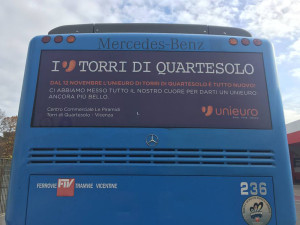 Mercedes-Benz
I TORRI DI QUARTESOLO
DAL 12 NOVEMBRE L'UNIEURO DI TORRI DI QUARTESOLO È TUTTO NUOVO!
CI ABBIAMO MESSO TUTTO IL NOSTRO CUORE PER DARTI UN UNIEURO
ANCORA PIÙ BELLO.
Centro Commerciale Le Piramidi
Torri di Quartesolo - Vicenza
unieuro
FERROVIE FTV TRAMVIE VICENTINE
236